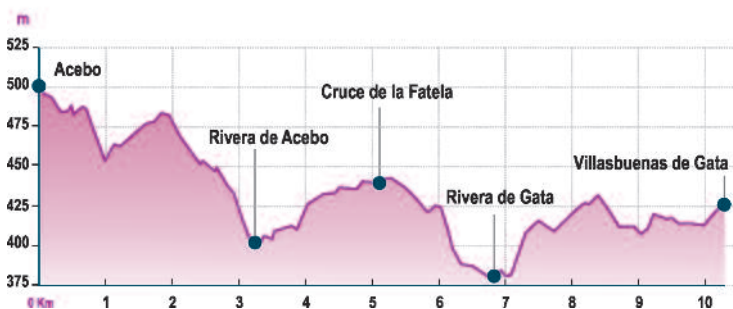 m
525
500
475
450
425
400
375
Acebo
Rivera de Acebo
Cruce de la Fatela
Rivera de Gata
Villasbuenas de Gata
0 Km 1 2 3 4 5 6 7 8 9 10